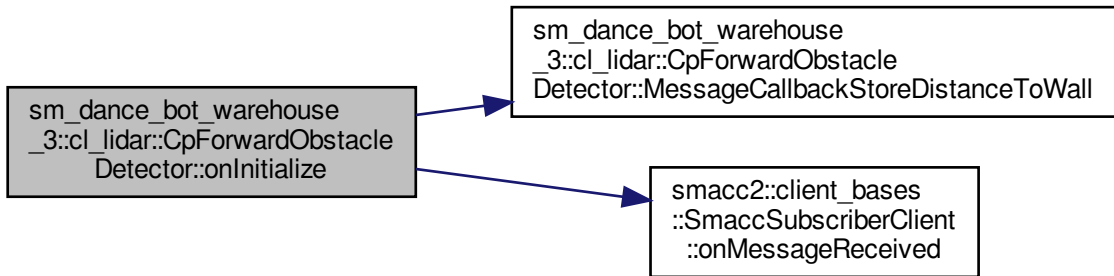 sm_dance_bot_warehouse
_3::cl_lidar::CpForwardObstacle
Detector::onInitialize
sm_dance_bot_warehouse
_3::cl_lidar::CpForwardObstacle
Detector::MessageCallbackStoreDistanceToWall
smacc2::client_bases
::SmaccSubscriberClient
::onMessageReceived